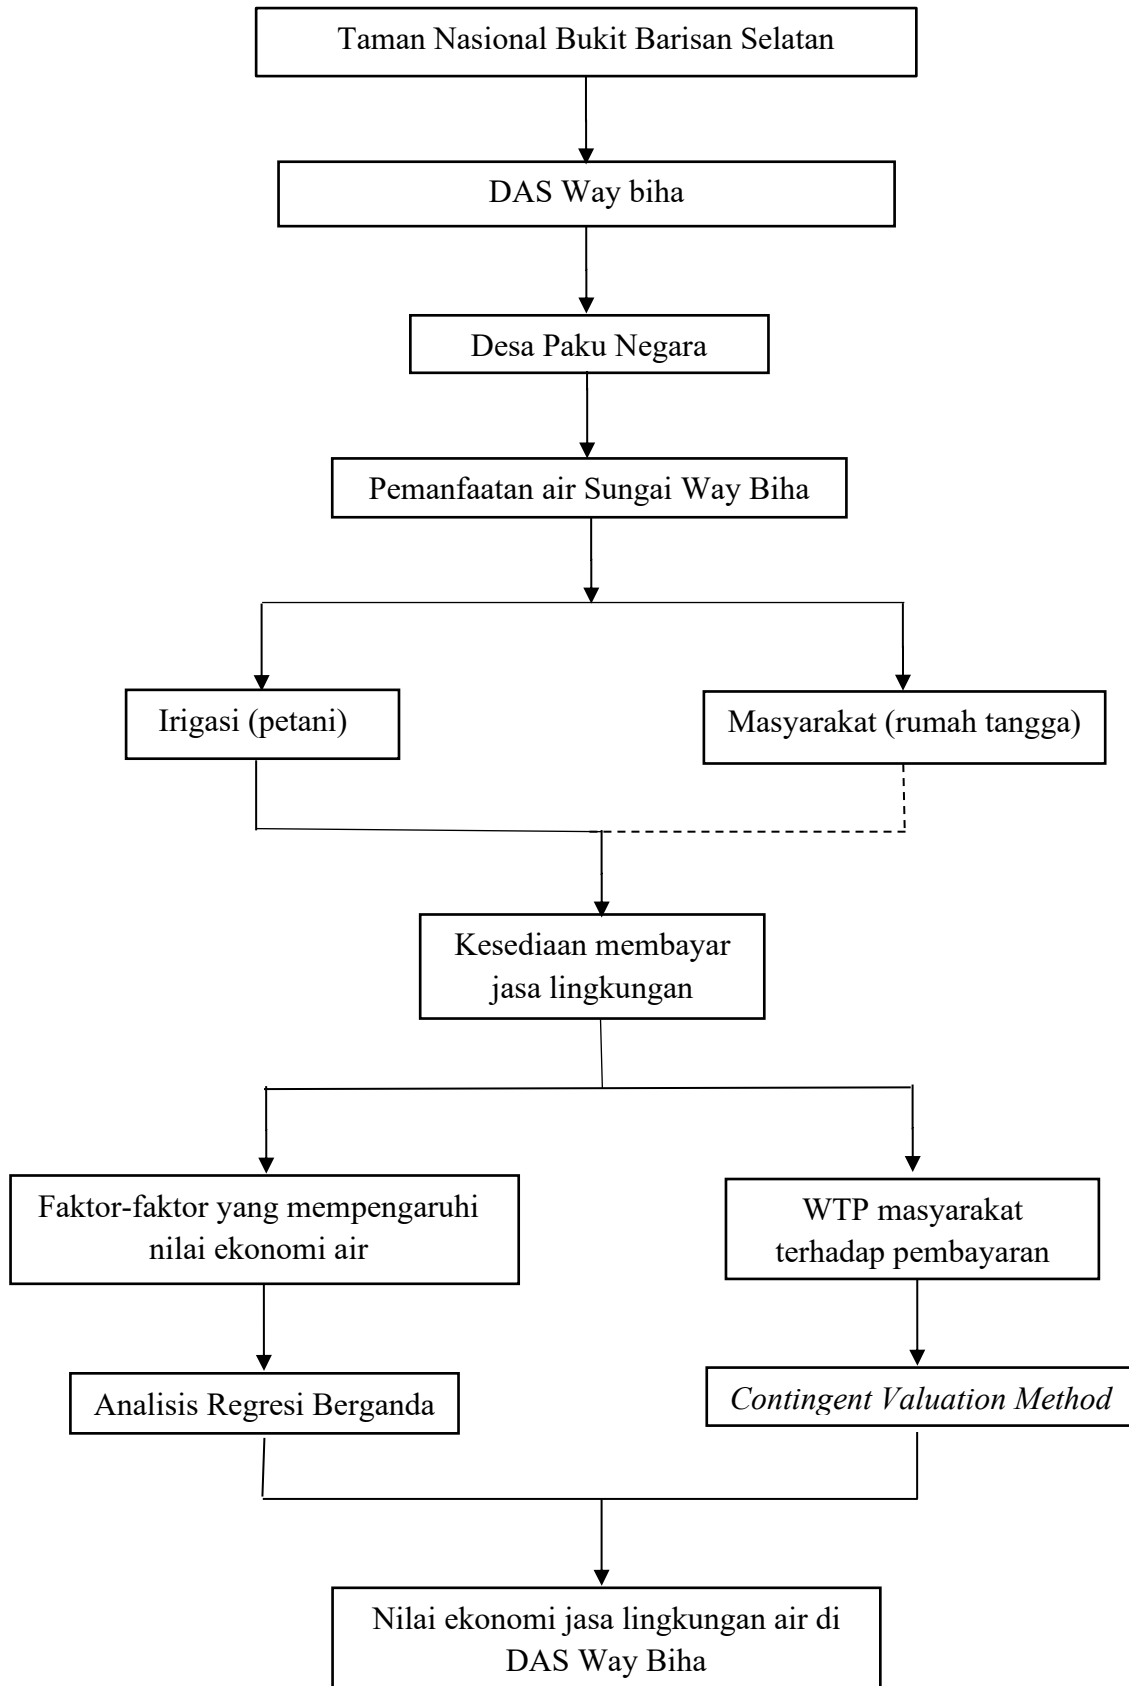 Taman Nasional Bukit Barisan Selatan
DAS Way biha
Desa Paku Negara
Pemanfaatan air Sungai Way Biha
Irigasi (petani)
Masyarakat (rumah tangga)
Kesediaan membayar
jasa lingkungan
Faktor-faktor yang mempengaruhi
nilai ekonomi air
WTP masyarakat
terhadap pembayaran
Analisis Regresi Berganda
Contingent Valuation Method
Nilai ekonomi jasa lingkungan air di
DAS Way Biha